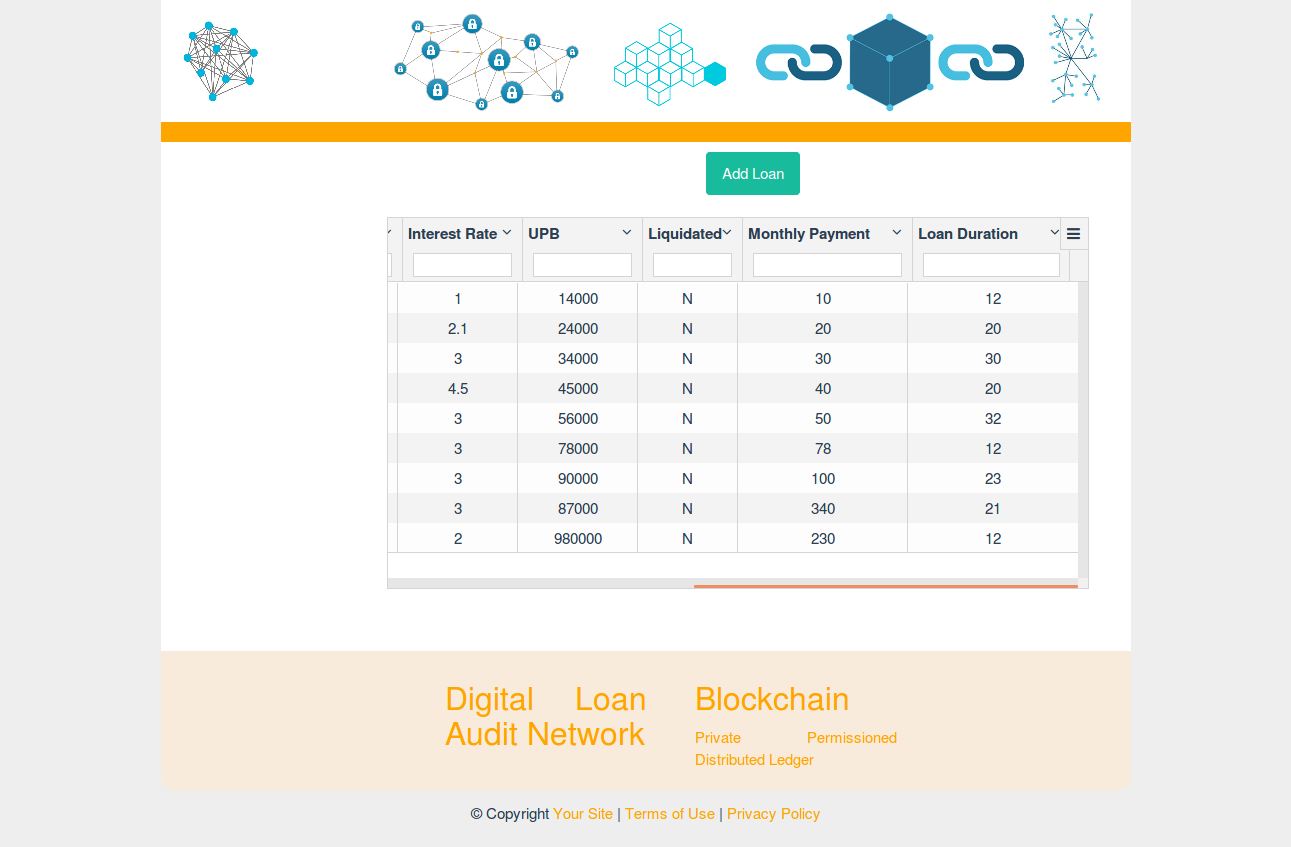 Add Loan
Interest Rate UPB Liquidated Monthly Payment Loan Duration
1 14000 N 10 12
2.1 24000 N 20 20
3 34000 N 30 30
4.5 45000 N 40 20
3 56000 N 50 32
3 78000 N 78 12
3 90000 N 100 23
3 87000 N 340 21
2 980000 N 230 12
Digital Loan
Audit Network
Blockchain
Private Permissioned
Distributed Ledger
© Copyright Your Site | Terms of Use | Privacy Policy